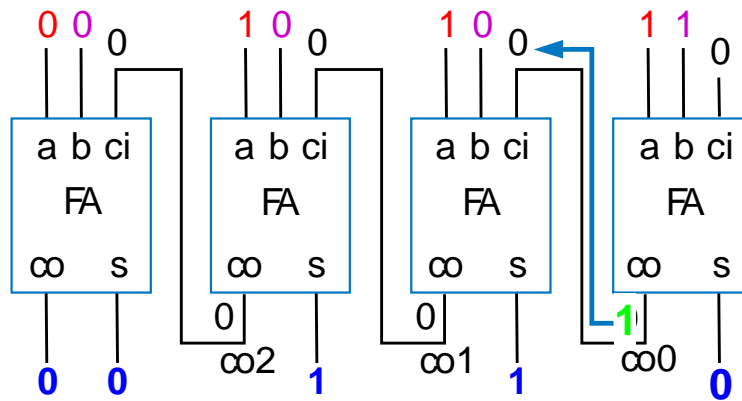 0 0 0 1 0 0 1 0 0 1 1 0
a b ci a b ci a b ci a b ci
FA FA FA FA
co s co s co s co s
0 0 1
co2 co1 co0
0 0 1 1 0